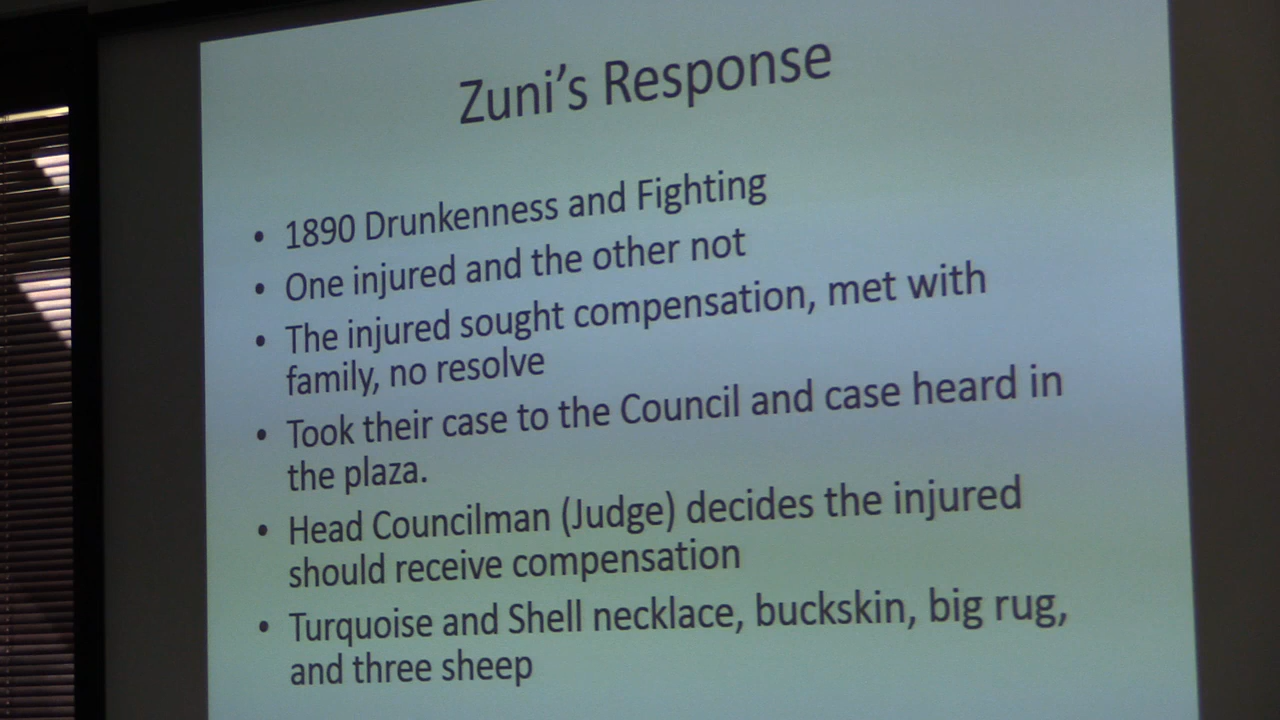 Zuni's Response
• 1890 Drunkenness and Fighting
• One injured and the other not
• The injured sought compensation, met with
family, no resolve
• Took their case to the Council and case heard in
the plaza.
• Head Councilman (Judge) decides the injured
should receive compensation
• Turquoise and Shell necklace, buckskin, big rug,
and three sheep